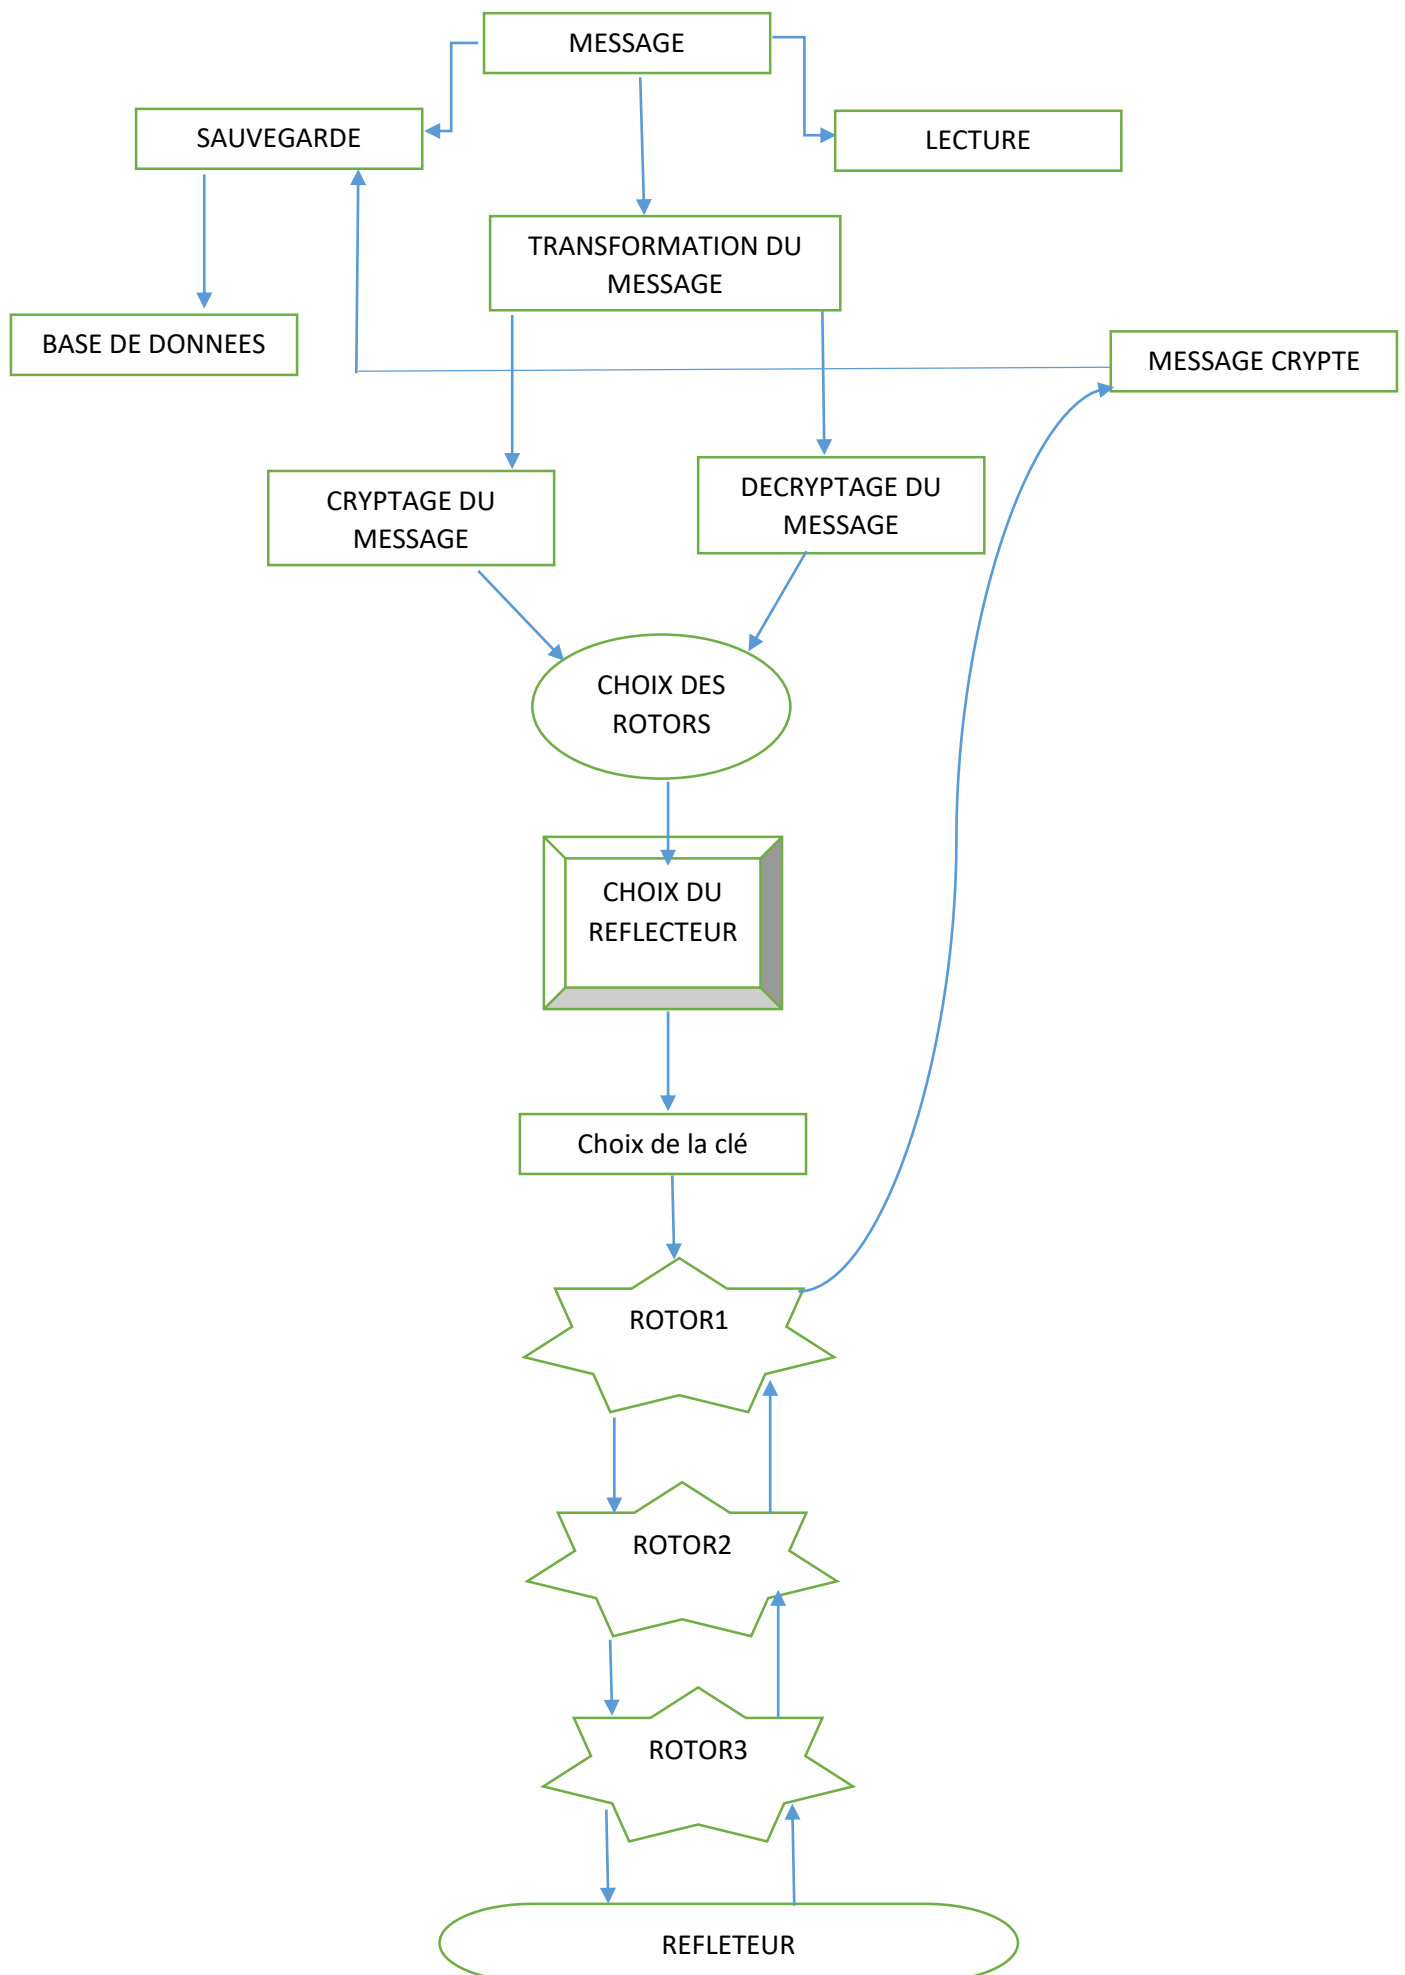 MESSAGE
SAUVEGARDE
LECTURE
TRANSFORMATION DU
MESSAGE
BASE DE DONNEES
MESSAGE CRYPTE
CRYPTAGE DU
MESSAGE
DECRYPTAGE DU
MESSAGE
CHOIX DES
ROTORS
CHOIX DU
REFLECTEUR
Choix de la clé
ROTOR1
ROTOR2
ROTOR3
REFLETEUR